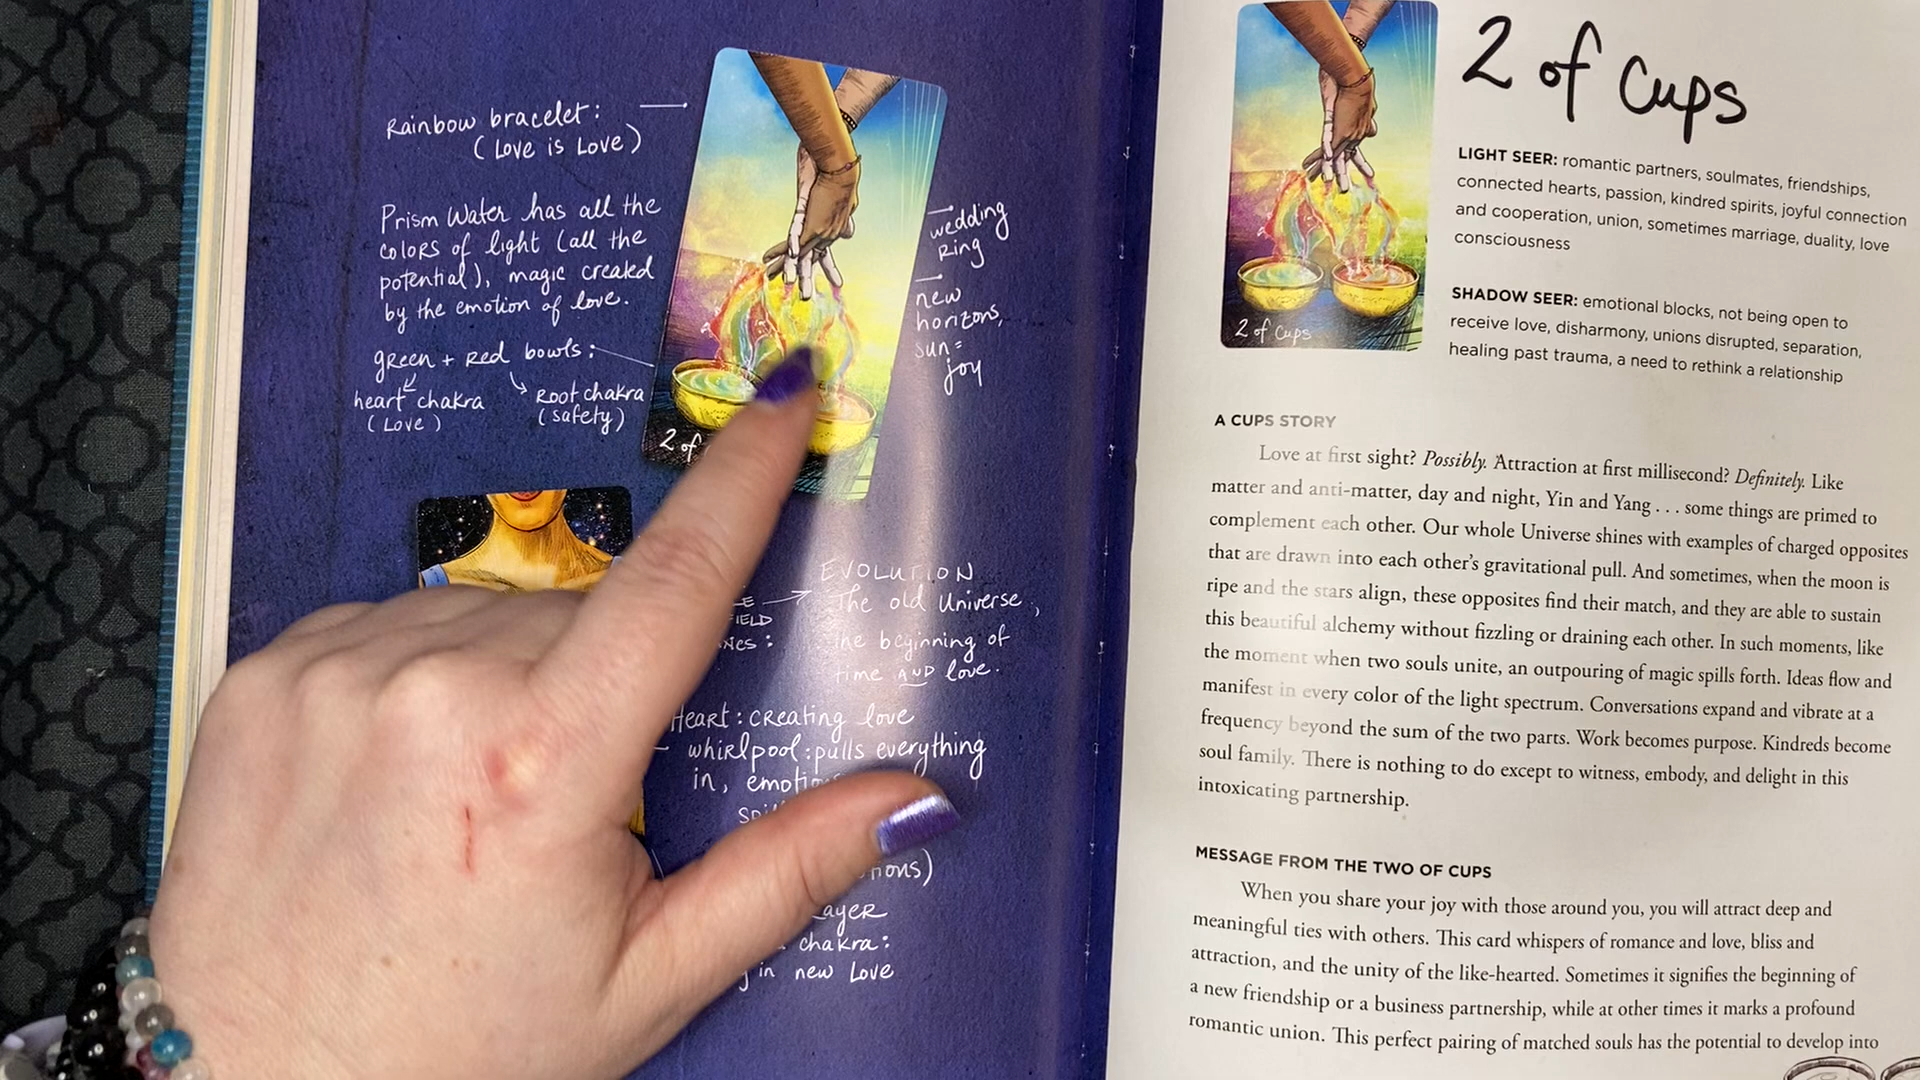 Rainbow bracelet:
(Love is Love)
Prism Water has all the
colors of light (all the
potential), magic created
by the emotion of love.
green + Red bowls:
heart chakra
(Love)
Root chakra
(safety)
wedding
Ring
new
horizons,
sun =
joy
2 of
EVOLUTION
The old Universe,
beginning of
time AND love.
Heart: creating love
whirlpool: pulls everything
in,
chakra:
in new Love
2 of Cups
2 of Cups
LIGHT SEER: romantic partners, soulmates, friendships,
connected hearts, passion, kindred spirits, joyful connection
and cooperation, union, sometimes marriage, duality, love
consciousness
SHADOW SEER: emotional blocks, not being open to
receive love, disharmony, unions disrupted, separation,
healing past trauma, a need to rethink a relationship
A CUPS STORY
Love at first sight? Possibly. Attraction at first millisecond? Definitely. Like
matter and anti-matter, day and night, Yin and Yang . . . some things are primed to
complement each other. Our whole Universe shines with examples of charged opposites
that are drawn into each other's gravitational pull. And sometimes, when the moon is
ripe and the stars align, these opposites find their match, and they are able to sustain
this beautiful alchemy without fizzling or draining each other. In such moments, like
the moment when two souls unite, an outpouring of magic spills forth. Ideas flow and
manifest in every color of the light spectrum. Conversations expand and vibrate at a
frequency beyond the sum of the two parts. Work becomes purpose. Kindreds become
soul family. There is nothing to do except to witness, embody, and delight in this
intoxicating partnership.
MESSAGE FROM THE TWO OF CUPS
When you share your joy with those around you, you will attract deep and
meaningful ties with others. This card whispers of romance and love, bliss and
attraction, and the unity of the like-hearted. Sometimes it signifies the beginning of
a new friendship or a business partnership, while at other times it marks a profound
romantic union. This perfect pairing of matched souls has the potential to develop into